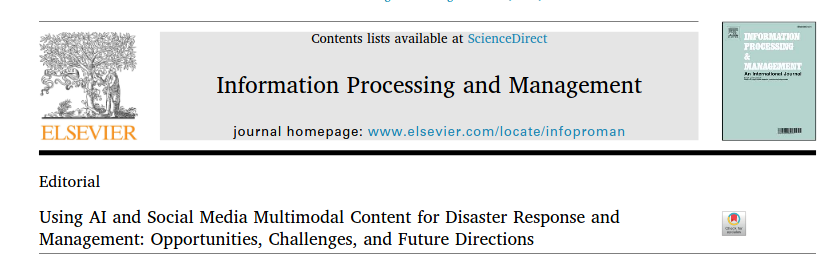 Contents lists available at ScienceDirect
INFORMATION
PROCESSING
&
MANAGEMENT
An International Journal
Information Processing and Management
ELSEVIER
journal homepage: www.elsevier.com/locate/infoproman
Editorial
Using AI and Social Media Multimodal Content for Disaster Response and
Management: Opportunities, Challenges, and Future Directions
Check for
updates